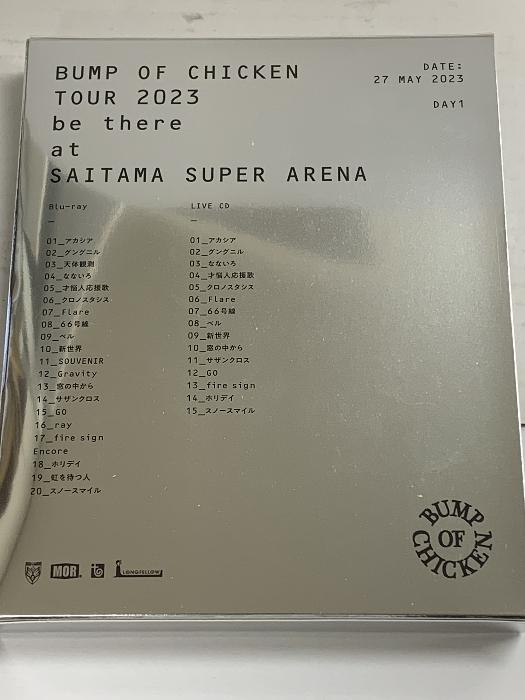 BUMP OF CHICKEN
TOUR 2023
be there
at
SAITAMA SUPER ARENA
DATE:
27 MAY 2023
DAY1
Blu-ray
—
01_アカシア
02_グングニル
03_天体観測
04_なないろ
05_才悩人応援歌
06_クロノスタシス
07_Flare
08_66号線
09_ベル
10_新世界
11_SOUVENIR
12_Gravity
13_窓の中から
14_サザンクロス
15_GO
16_ray
17_fire sign
Encore
18_ホリデイ
19_虹を待つ人
20_スノースマイル
LIVE CD
—
01_アカシア
02_グングニル
03_なないろ
04_才悩人応援歌
05_クロノスタシス
06_Flare
07_66号線
08_ベル
09_新世界
10_窓の中から
11_サザンクロス
12_GO
13_fire sign
14_ホリデイ
15_スノースマイル
MOR.
LONGFELLOW
BUMP
OF
CHICKEN